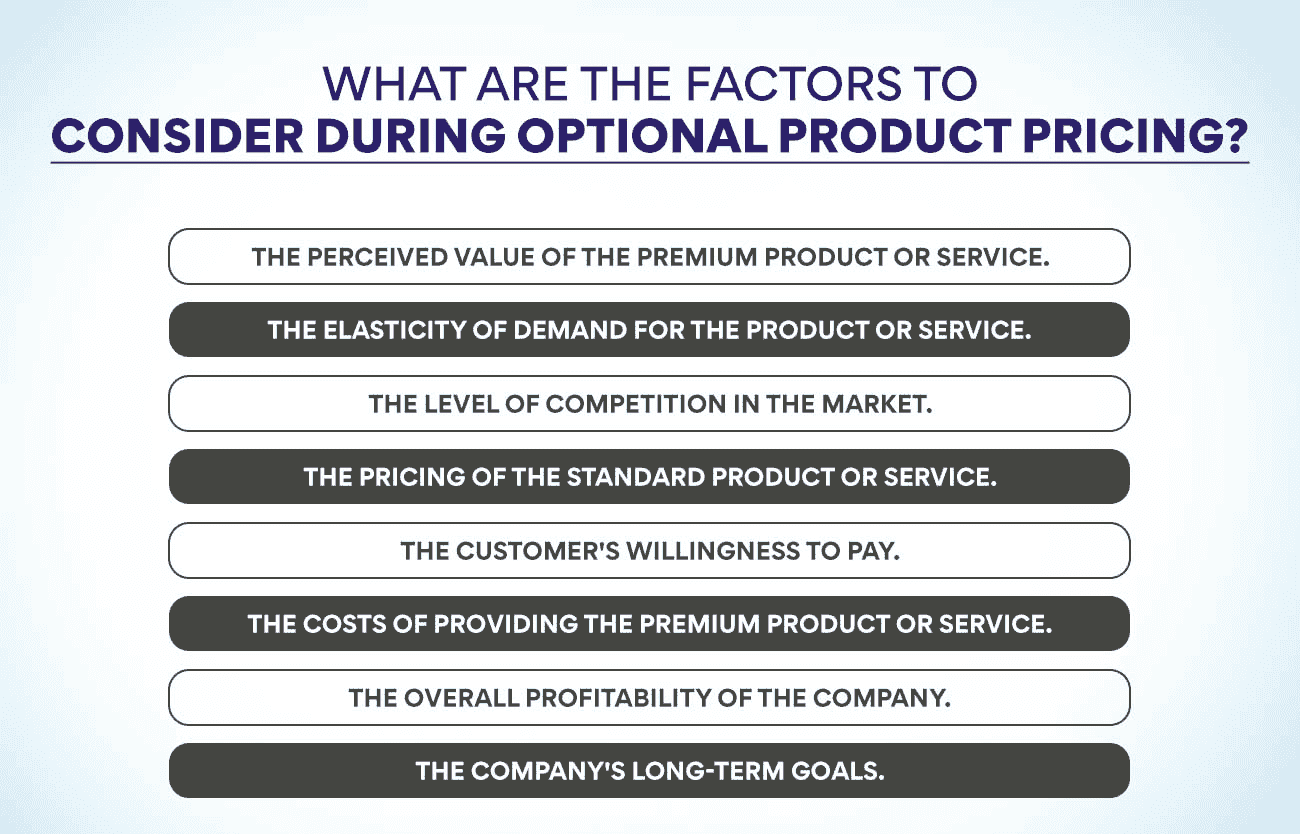 WHAT ARE THE FACTORS TO
CONSIDER DURING OPTIONAL PRODUCT PRICING?
THE PERCEIVED VALUE OF THE PREMIUM PRODUCT OR SERVICE.
THE ELASTICITY OF DEMAND FOR THE PRODUCT OR SERVICE.
THE LEVEL OF COMPETITION IN THE MARKET.
THE PRICING OF THE STANDARD PRODUCT OR SERVICE.
THE CUSTOMER'S WILLINGNESS TO PAY.
THE COSTS OF PROVIDING THE PREMIUM PRODUCT OR SERVICE.
THE OVERALL PROFITABILITY OF THE COMPANY.
THE COMPANY'S LONG-TERM GOALS.